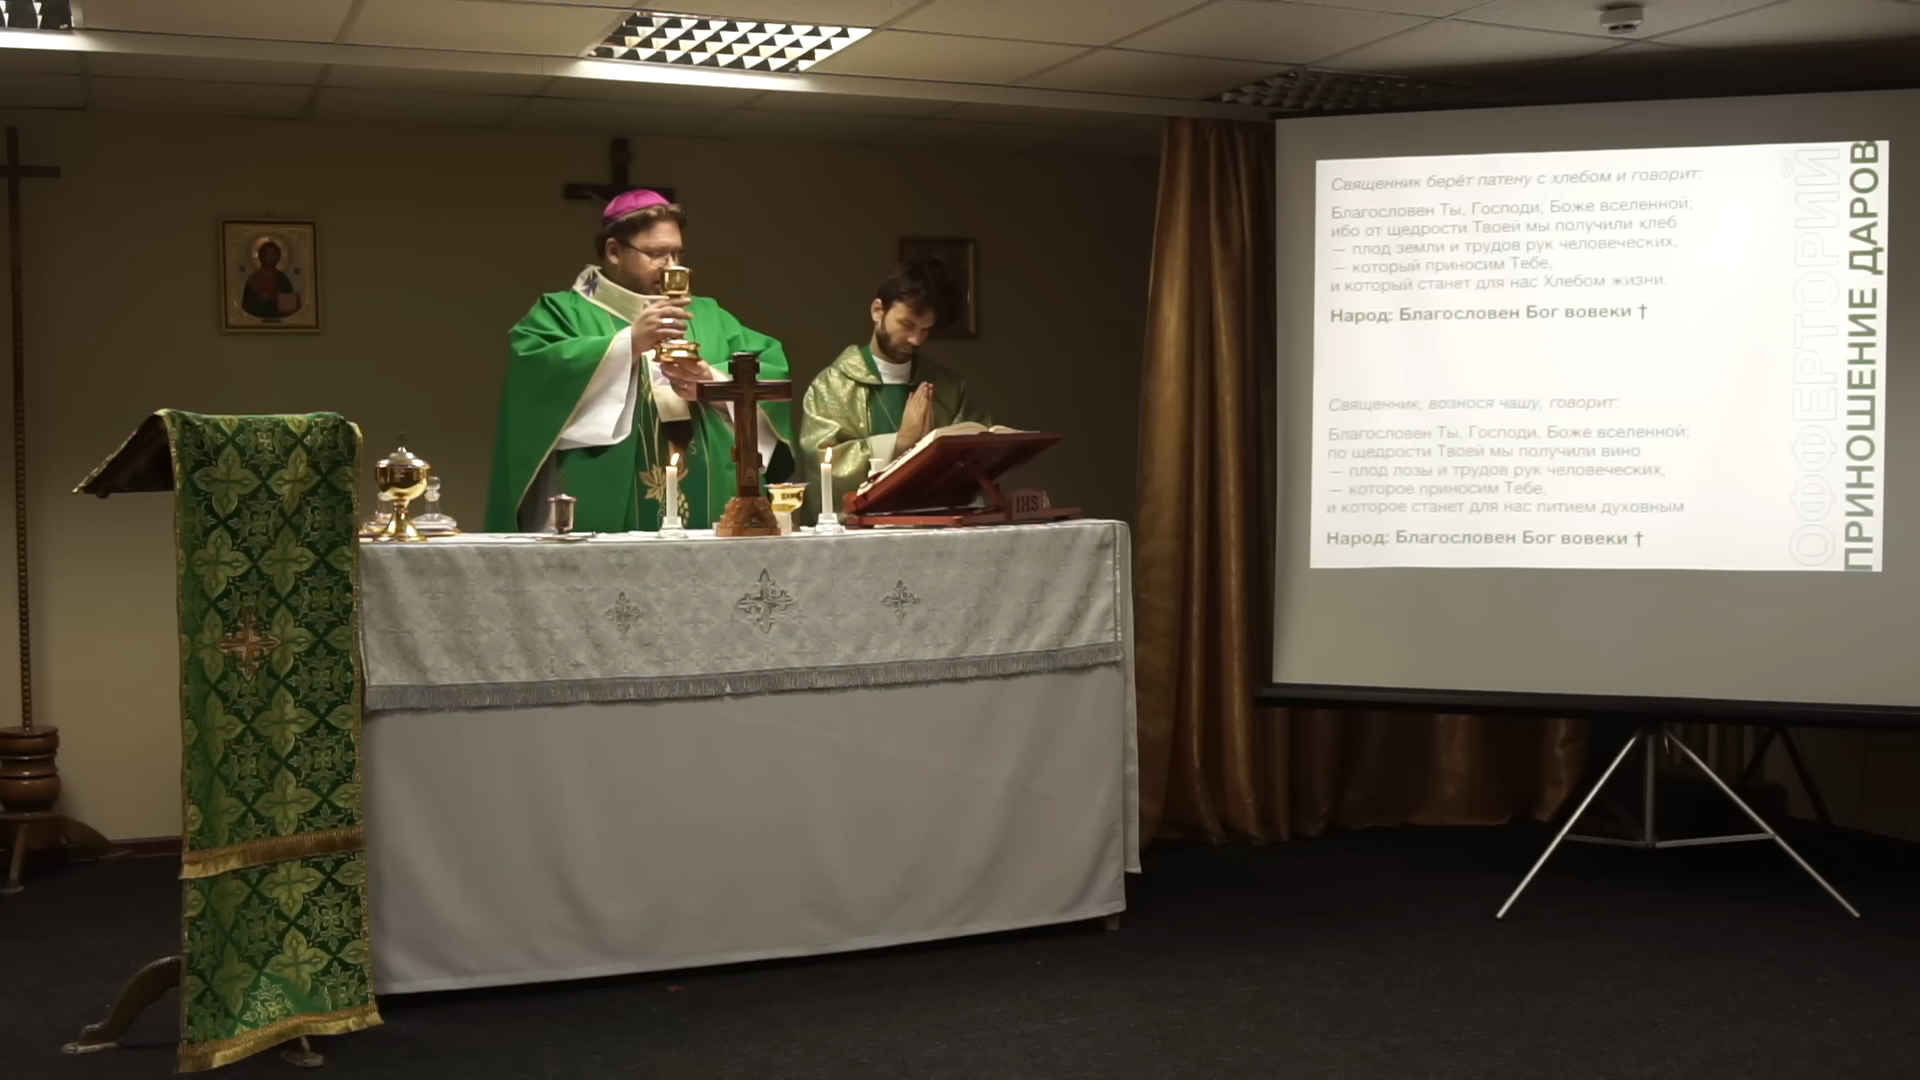 Священник берёт патену с хлебом и говорит:
Благословен Ты, Господи, Боже вселенной;
ибо от щедрости Твоей мы получили хлеб
— плод земли и трудов рук человеческих,
— который приносим Тебе,
и который станет для нас Хлебом жизни.
Народ: Благословен Бог вовеки †
Священник, вознося чашу, говорит:
Благословен Ты, Господи, Боже вселенной;
по щедрости Твоей мы получили вино
— плод лозы и трудов рук человеческих,
— которое приносим Тебе,
и которое станет для нас питием духовным
Народ: Благословен Бог вовеки †
ОФФЕРТОРИЙ
ПРИНОШЕНИЕ ДАРОВ
IHS